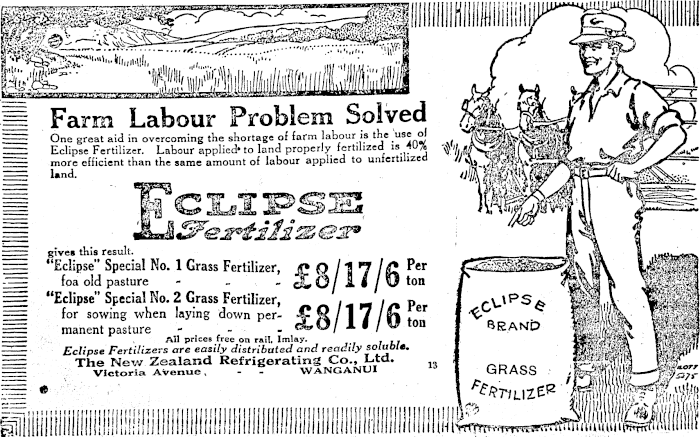 Farm Labour Problem Solved
One great aid in overcoming the shortage of farm labour is the use of
Eclipse Fertilizer. Labour applied to land properly fertilized is 40%
more efficient than the same amount of labour applied to unfertilized
land.
ECLIPSE
Fertilizer
gives this result.
"Eclipse" Special No. 1 Grass Fertilizer,
foa old pasture - - - £8/17/6 Per ton
"Eclipse" Special No. 2 Grass Fertilizer,
for sowing when laying down per-
manent pasture - - - £8/17/6 Per ton
All prices free on rail, Imlay.
Eclipse Fertilizers are easily distributed and readily soluble.
The New Zealand Refrigerating Co., Ltd.
Victoria Avenue, - - WANGANUI
13
ECLIPSE
BRAND
GRASS
FERTILIZER